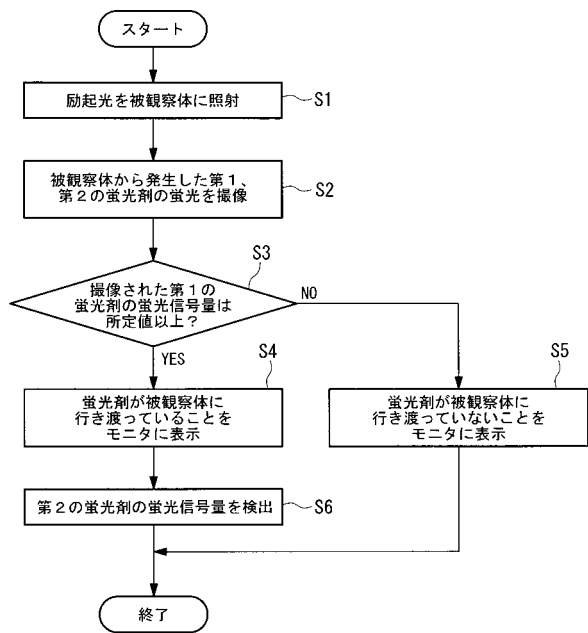 スタート
励起光を被観察体に照射
S1
被観察体から発生した第１、
第２の蛍光剤の蛍光を撮像
S2
S3
撮像された第１の
蛍光剤の蛍光信号量は
所定値以上？
NO
YES
S4
蛍光剤が被観察体に
行き渡っていることを
モニタに表示
S5
蛍光剤が被観察体に
行き渡っていないことを
モニタに表示
第２の蛍光剤の蛍光信号量を検出
S6
終了